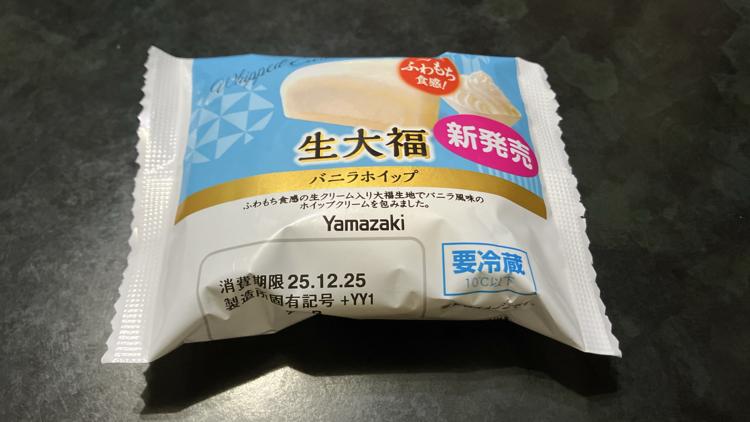 Whipped
ふわもち
食感!
生大福
新発売
バニラホイップ
ふわもち食感の生クリーム入り大福生地でバニラ風味の
ホイップクリームを包みました。
Yamazaki
要冷蔵
10℃以下
消費期限 25.12.25
製造所固有記号 +YY1